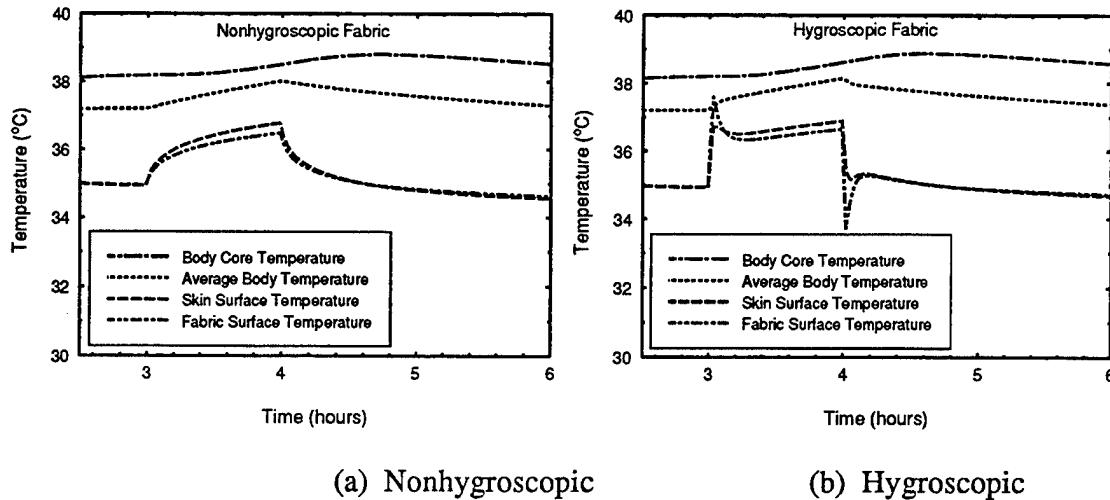 Nonhygroscopic Fabric
40
38
36
34
32
30
Temperature (°C)
Body Core Temperature
Average Body Temperature
Skin Surface Temperature
Fabric Surface Temperature
3
4
5
6
Time (hours)
(a) Nonhygroscopic
Hygroscopic Fabric
40
38
36
34
32
30
Temperature (°C)
Body Core Temperature
Average Body Temperature
Skin Surface Temperature
Fabric Surface Temperature
3
4
5
6
Time (hours)
(b) Hygroscopic